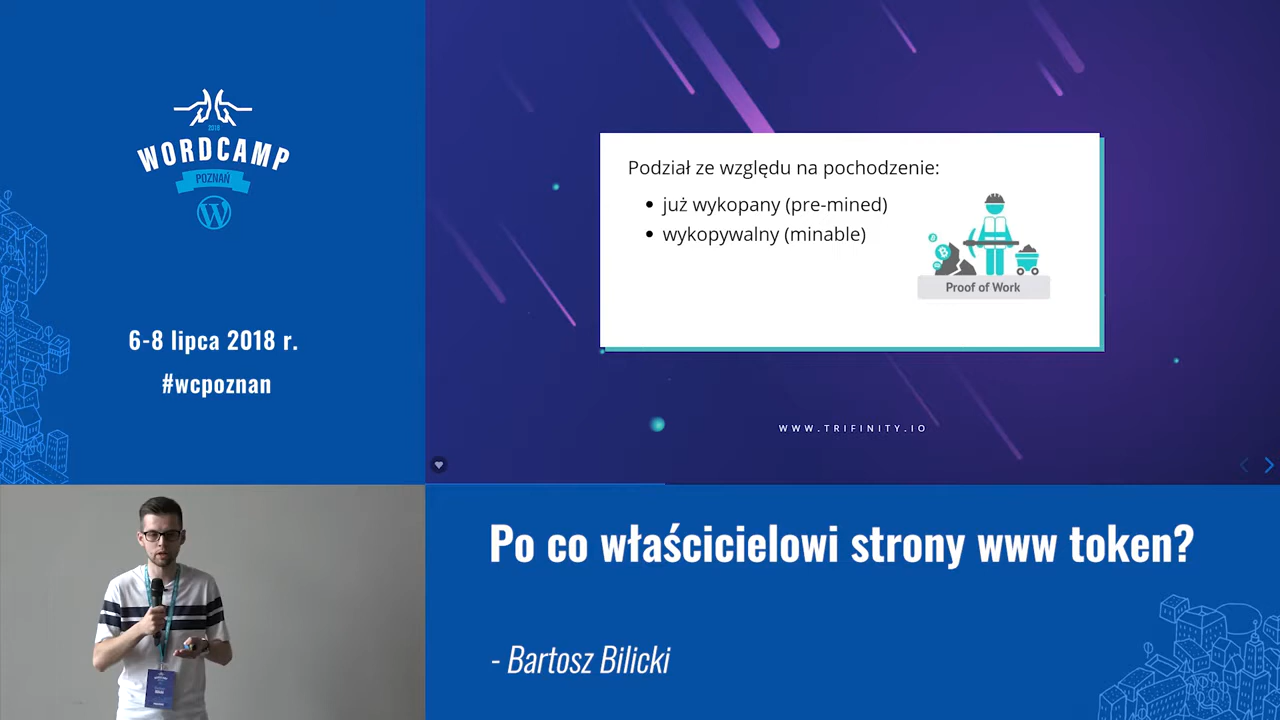 2018
WORDCAMP
POZNAŃ
6-8 lipca 2018 r.
#wcpoznan
Podział ze względu na pochodzenie:
• już wykopany (pre-mined)
• wykopywalny (minable)
Proof of Work
WWW.TRIFINITY.IO
Po co właścicielowi strony www token?
- Bartosz Bilicki
WORDCAMP